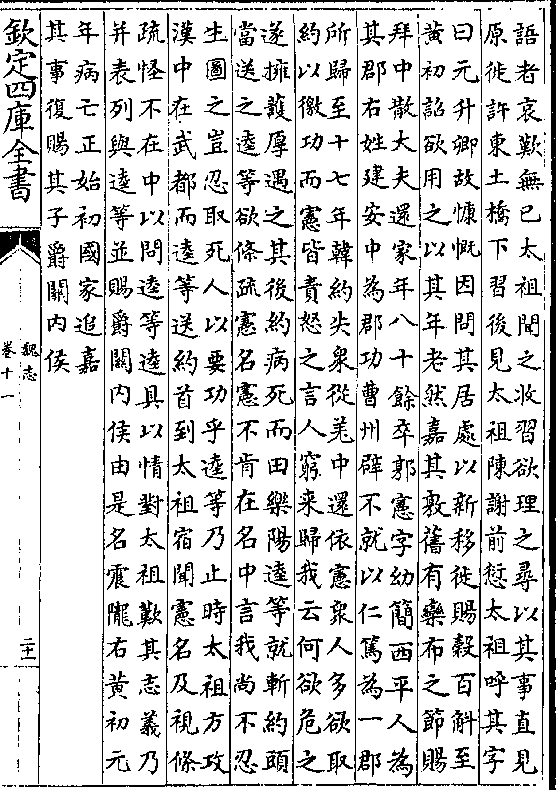 語者哀歎無已太祖聞之收習欲理之尋以其事直見
原徙許東土橋下習後見太祖陳謝前愆太祖呼其字
曰元升卿故慷慨因問其居處以新移徙賜穀百斛至
黃初詔欲用之以其年老然嘉其敦舊有欒布之節賜
拜中散大夫還家年八十餘卒郭憲字幼簡西平人為
其郡右姓建安中為郡功曹州辟不就以仁篤為一郡
所歸至十七年韓約失衆從羌中還依憲衆人多欲取
約以徼功而憲皆責怒之言人窮来歸我云何欲危之
遂擁護厚遇之其後約病死而田樂陽逵等就斬約頭
當送之逵等欲條疏憲名憲不肯在名中言我尚不忍
生圖之豈忍取死人以要功乎逵等乃止時太祖方攻
漢中在武都而逵等送約首到太祖宿聞憲名及視條
疏怪不在中以問逵等逵具以情對太祖歎其志義乃
并表列與逵等並賜爵關內侯由是名震隴右黃初元
年病亡正始初國家追嘉
其事復賜其子爵關內侯
欽定四庫全書
魏志
卷十一
二十一